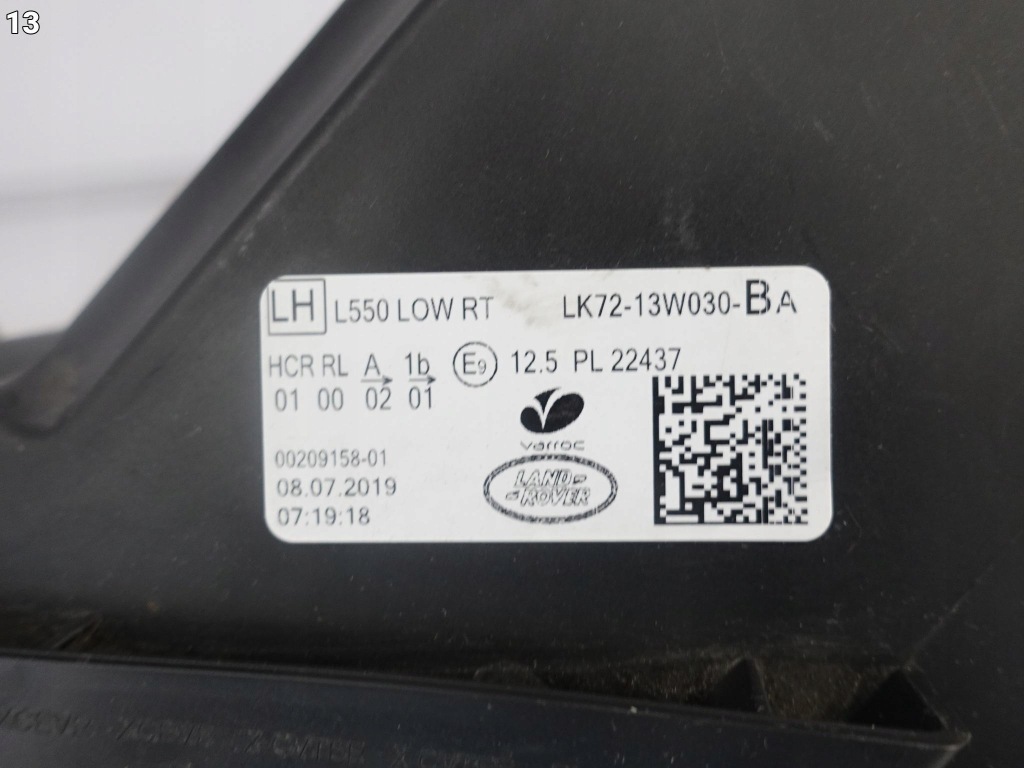 13
LH L550 LOW RT LK72-13W030-BA
HCR RL A 1b E9 12.5 PL 22437
01 00 02 01
varroc
00209158-01
08.07.2019
07:19:18
LAND-
-ROVER